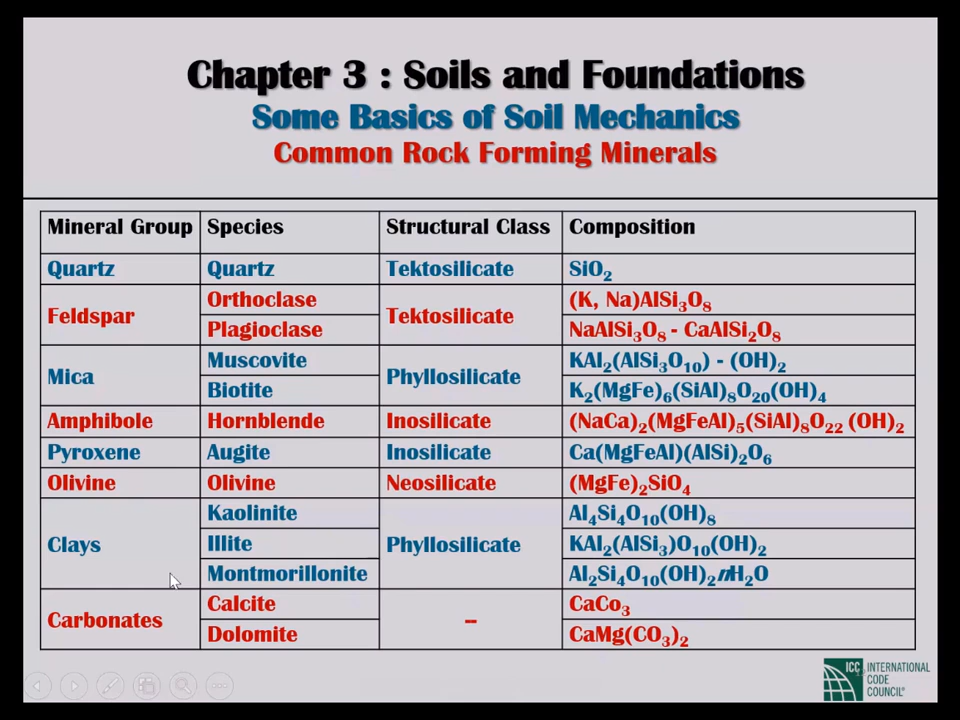 Chapter 3 : Soils and Foundations
Some Basics of Soil Mechanics
Common Rock Forming Minerals
Mineral Group Species Structural Class Composition
Quartz Quartz Tektosilicate SiO₂
Feldspar Orthoclase Tektosilicate (K, Na)AlSi₃O₈
Plagioclase NaAlSi₃O₈ - CaAlSi₂O₈
Mica Muscovite Phyllosilicate KAl₂(AlSi₃O₁₀) - (OH)₂
Biotite K₂(MgFe)₆(SiAl)₈O₂₀(OH)₄
Amphibole Hornblende Inosilicate (NaCa)₂(MgFeAl)₅(SiAl)₈O₂₂ (OH)₂
Pyroxene Augite Inosilicate Ca(MgFeAl)(AlSi)₂O₆
Olivine Olivine Neosilicate (MgFe)₂SiO₄
Clays Kaolinite Phyllosilicate Al₄Si₄O₁₀(OH)₈
Illite KAl₂(AlSi₃)O₁₀(OH)₂
Montmorillonite Al₂Si₄O₁₀(OH)₂nH₂O
Carbonates Calcite -- CaCo₃
Dolomite CaMg(CO₃)₂
ICC INTERNATIONAL
CODE
COUNCIL®